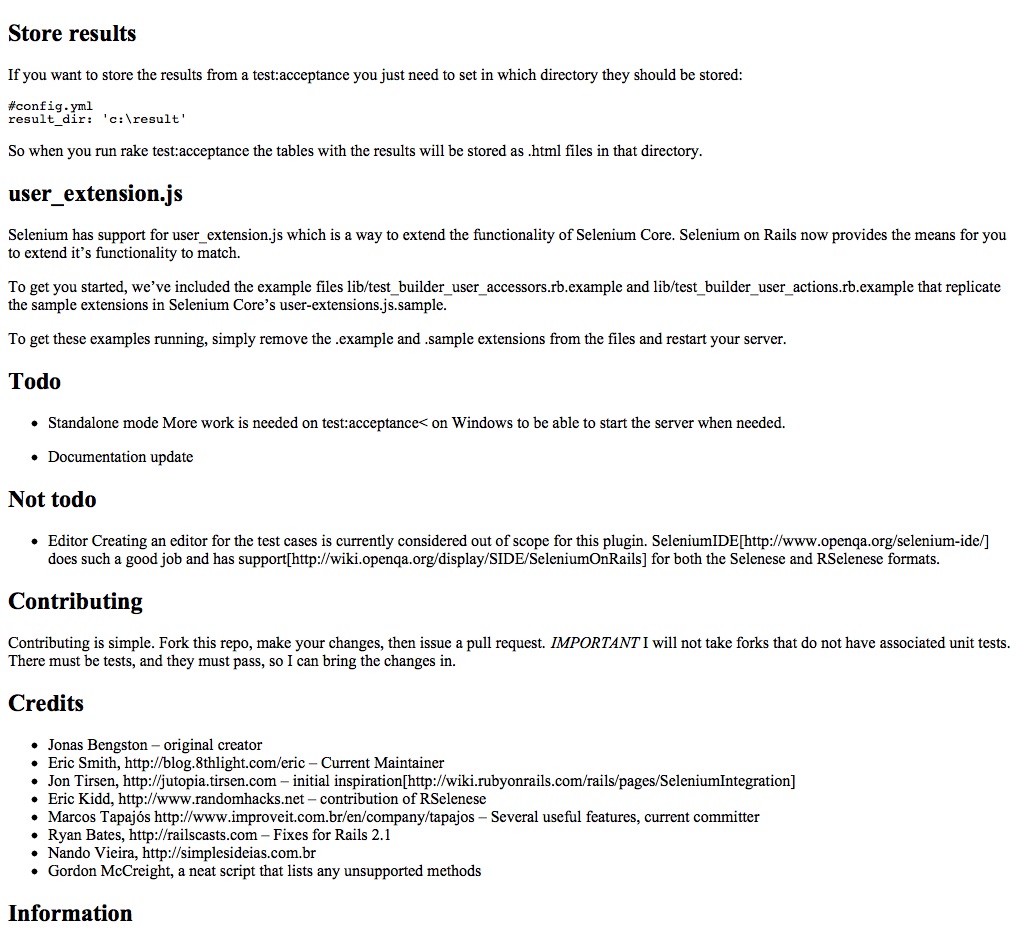 Store results
If you want to store the results from a test:acceptance you just need to set in which directory they should be stored:
#config.yml
result_dir: 'c:\result'
So when you run rake test:acceptance the tables with the results will be stored as .html files in that directory.
user_extension.js
Selenium has support for user_extension.js which is a way to extend the functionality of Selenium Core. Selenium on Rails now provides the means for you
to extend it’s functionality to match.
To get you started, we’ve included the example files lib/test_builder_user_accessors.rb.example and lib/test_builder_user_actions.rb.example that replicate
the sample extensions in Selenium Core’s user-extensions.js.sample.
To get these examples running, simply remove the .example and .sample extensions from the files and restart your server.
Todo
• Standalone mode More work is needed on test:acceptance< on Windows to be able to start the server when needed.
• Documentation update
Not todo
• Editor Creating an editor for the test cases is currently considered out of scope for this plugin. SeleniumIDE[http://www.openqa.org/selenium-ide/]
does such a good job and has support[http://wiki.openqa.org/display/SIDE/SeleniumOnRails] for both the Selenese and RSelenese formats.
Contributing
Contributing is simple. Fork this repo, make your changes, then issue a pull request. IMPORTANT I will not take forks that do not have associated unit tests.
There must be tests, and they must pass, so I can bring the changes in.
Credits
• Jonas Bengston – original creator
• Eric Smith, http://blog.8thlight.com/eric – Current Maintainer
• Jon Tirsen, http://jutopia.tirsen.com – initial inspiration[http://wiki.rubyonrails.com/rails/pages/SeleniumIntegration]
• Eric Kidd, http://www.randomhacks.net – contribution of RSelenese
• Marcos Tapajós http://www.improveit.com.br/en/company/tapajos – Several useful features, current committer
• Ryan Bates, http://railscasts.com – Fixes for Rails 2.1
• Nando Vieira, http://simplesideias.com.br
• Gordon McCreight, a neat script that lists any unsupported methods
Information